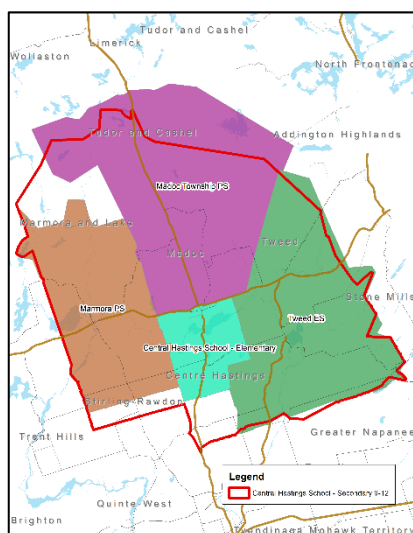 Tudor and Cashel
Limerick
Wollaston
North Frontenac
Tudor and Cashel
Addington Highlands
Madoc Township PS
Marmora and Lake
Tweed
Madoc
Stone Mills
Marmora PS
Tweed ES
Central Hastings School - Elementary
Centre Hastings
Stirling-Rawdon
Trent Hills
Greater Napanee
Legend
Quinte West
Central Hastings School - Secondary 9-12
Brighton
Tyendinaga Mohawk Territory